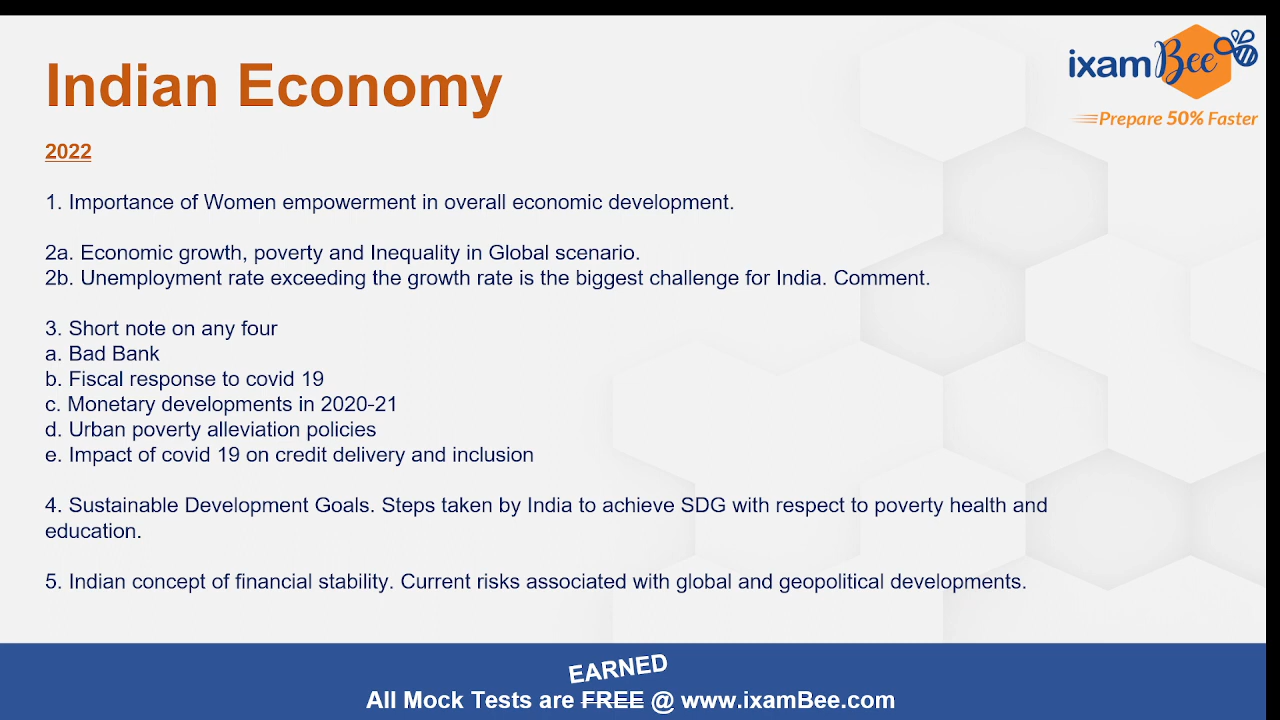 Indian Economy
ixamBee
Prepare 50% Faster
2022
1. Importance of Women empowerment in overall economic development.
2a. Economic growth, poverty and Inequality in Global scenario.
2b. Unemployment rate exceeding the growth rate is the biggest challenge for India. Comment.
3. Short note on any four
a. Bad Bank
b. Fiscal response to covid 19
c. Monetary developments in 2020-21
d. Urban poverty alleviation policies
e. Impact of covid 19 on credit delivery and inclusion
4. Sustainable Development Goals. Steps taken by India to achieve SDG with respect to poverty health and
education.
5. Indian concept of financial stability. Current risks associated with global and geopolitical developments.
EARNED
All Mock Tests are FREE @ www.ixamBee.com